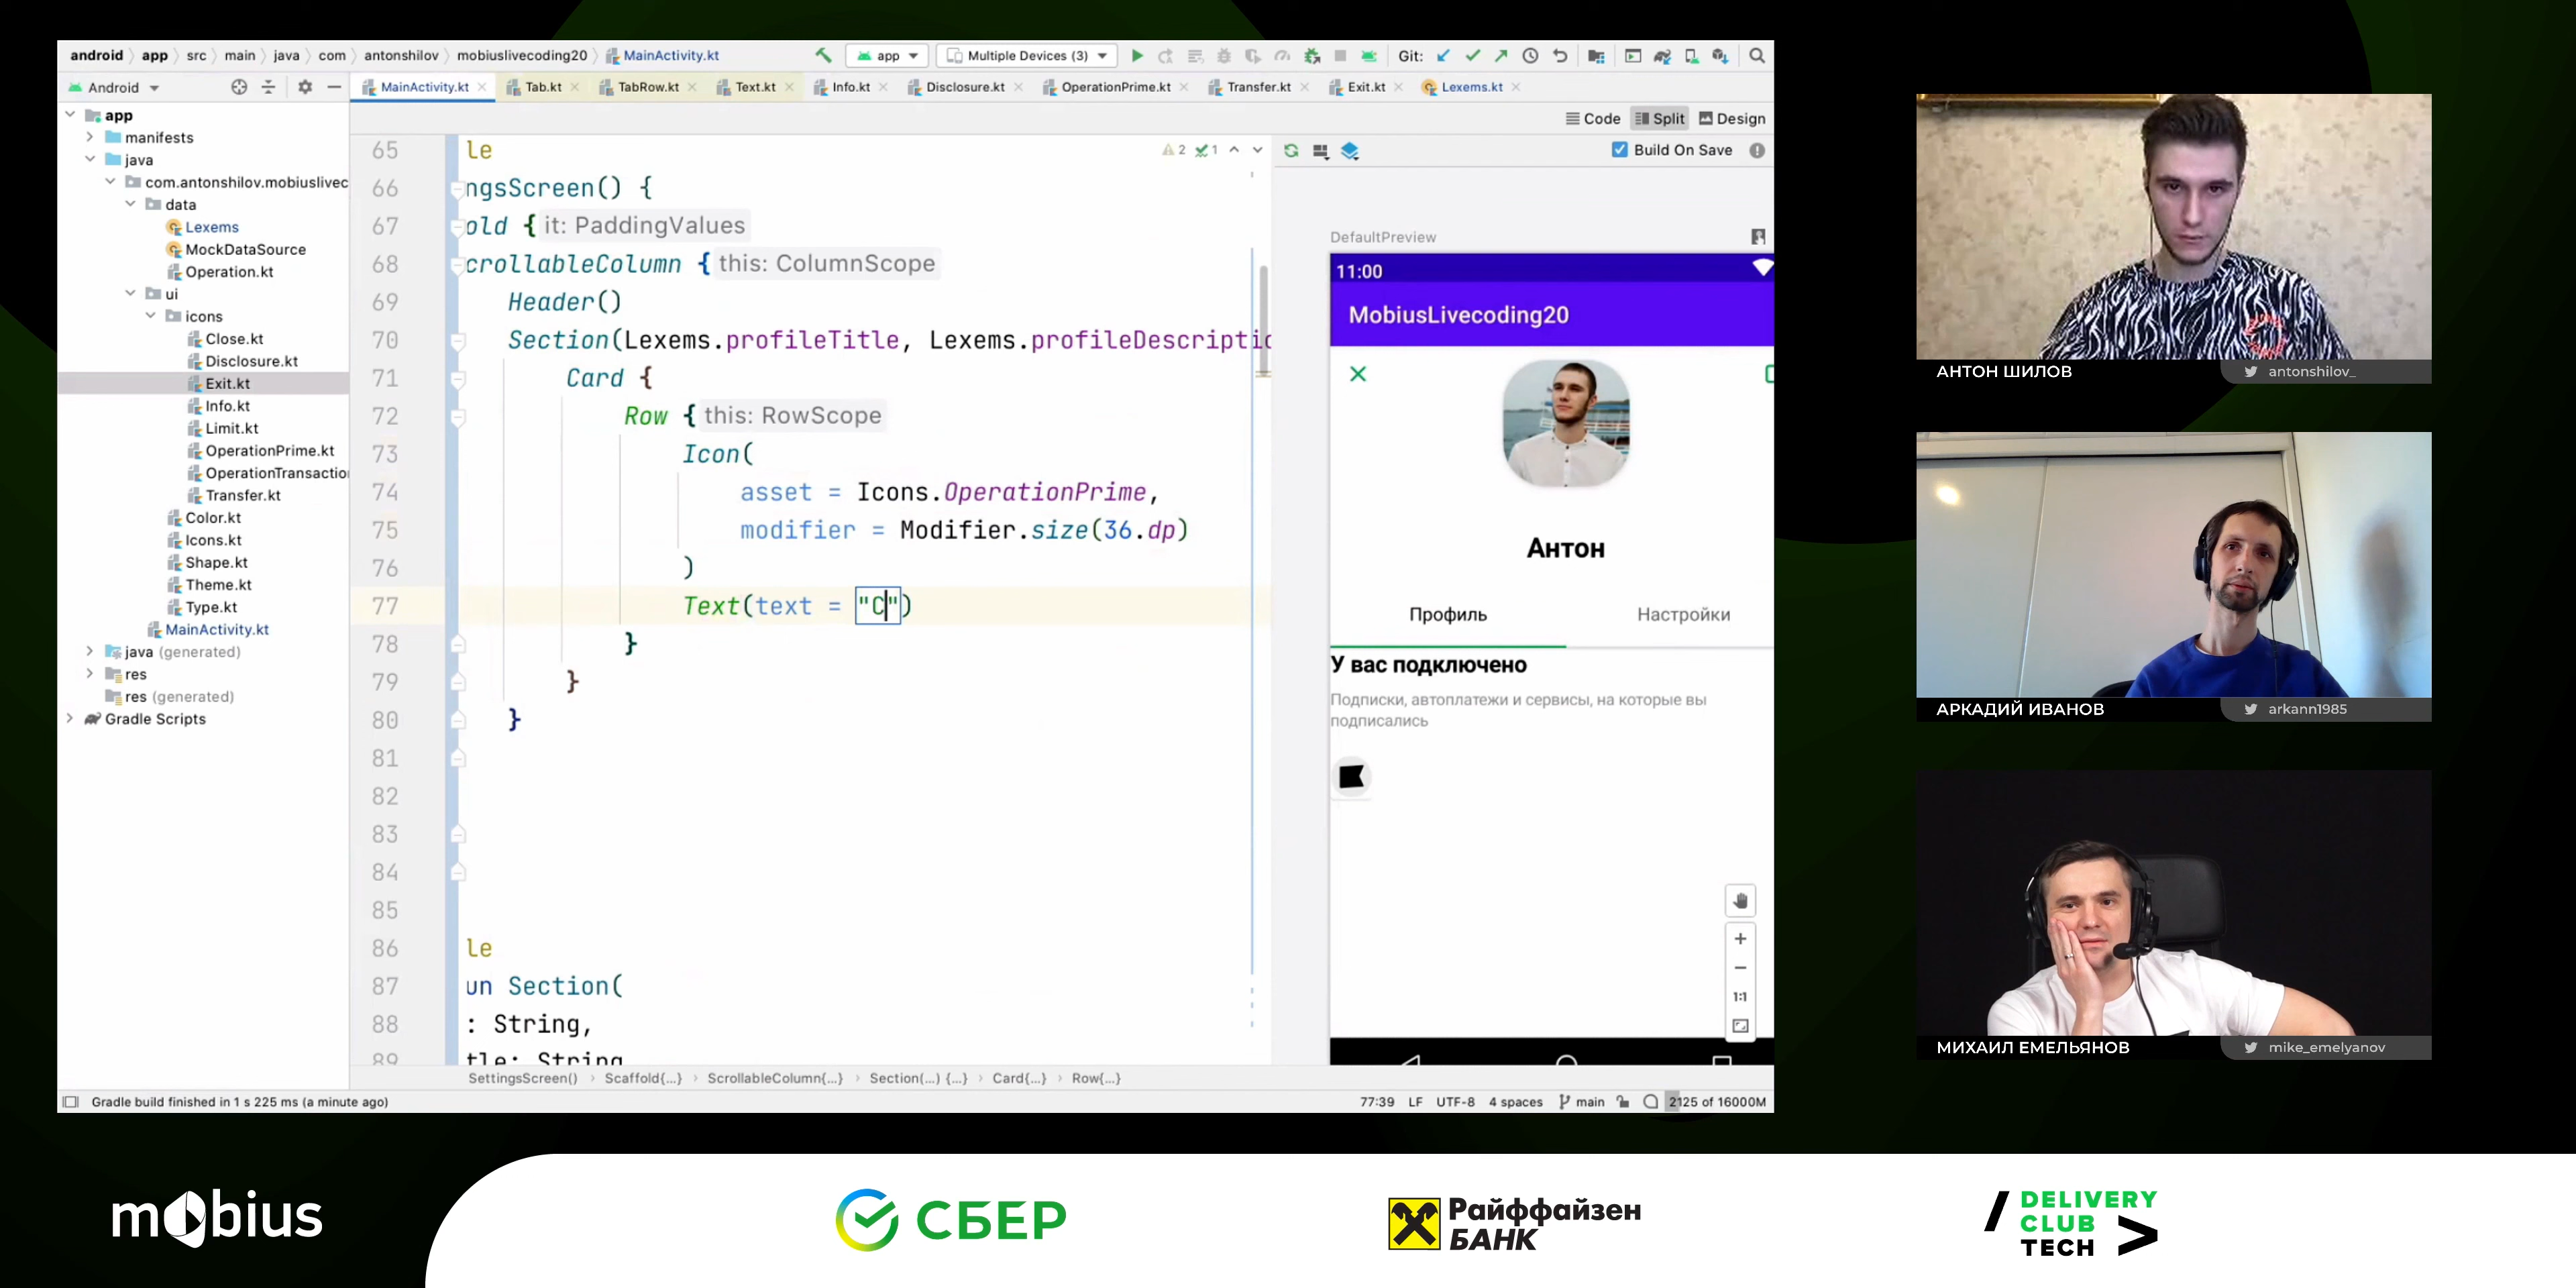 android app src main java com antonshilov mobiuslivecoding20 MainActivity.kt
app
Multiple Devices (3)
Git:
Android
MainActivity.kt
Tab.kt
TabRow.kt
Text.kt
Info.kt
Disclosure.kt
OperationPrime.kt
Transfer.kt
Exit.kt
Lexems.kt
Code
Split
Design
app
manifests
java
com.antonshilov.mobiuslivec
data
Lexems
MockDataSource
Operation.kt
ui
icons
Close.kt
Disclosure.kt
Exit.kt
Info.kt
Limit.kt
OperationPrime.kt
OperationTransactio
Transfer.kt
Color.kt
Icons.kt
Shape.kt
Theme.kt
Type.kt
MainActivity.kt
java (generated)
res
res (generated)
Gradle Scripts
2 1
65 le
66 ngsScreen() {
67 old { it: PaddingValues
68 crollableColumn { this: ColumnScope
69 Header()
70 Section(Lexems.profileTitle, Lexems.profileDescriptio
71 Card {
72 Row { this: RowScope
73 Icon(
74 asset = Icons.OperationPrime,
75 modifier = Modifier.size(36.dp)
76 )
77 Text(text = "C")
78 }
79 }
80 }
81
82
83
84
85
86 le
87 un Section(
88 : String,
89 tle: String
SettingsScreen() Scaffold{...} ScrollableColumn{...} Section(...) {...} Card{...} Row{...}
Build On Save
DefaultPreview
11:00
MobiusLivecoding20
Антон
Профиль
Настройки
У вас подключено
Подписки, автоплатежи и сервисы, на которые вы
подписались
1:1
Gradle build finished in 1 s 225 ms (a minute ago)
77:39 LF UTF-8 4 spaces main 2125 of 16000M
АНТОН ШИЛОВ
antonshilov_
АРКАДИЙ ИВАНОВ
arkann1985
МИХАИЛ ЕМЕЛЬЯНОВ
mike_emelyanov
mobius
СБЕР
Райффайзен
БАНК
DELIVERY
CLUB
TECH